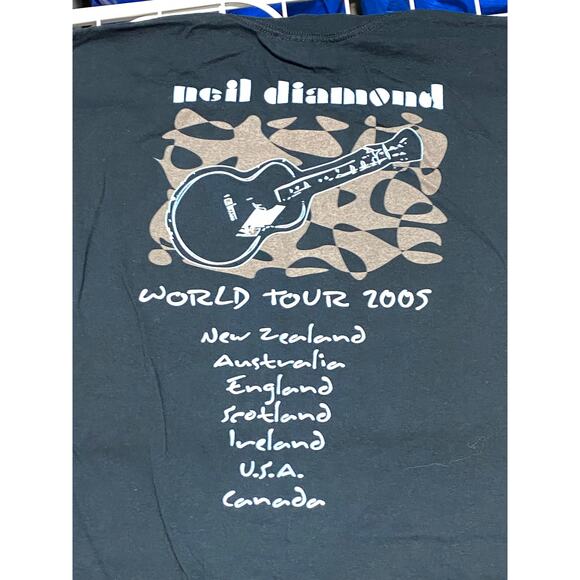 neil diamond
WORLD TOUR 2005
New Zealand
Australia
England
Scotland
Ireland
U.S.A.
Canada